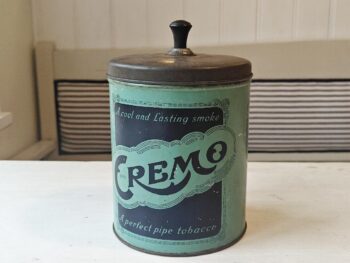 A cool and Lasting smoke
CREMO
A perfect pipe tobacco